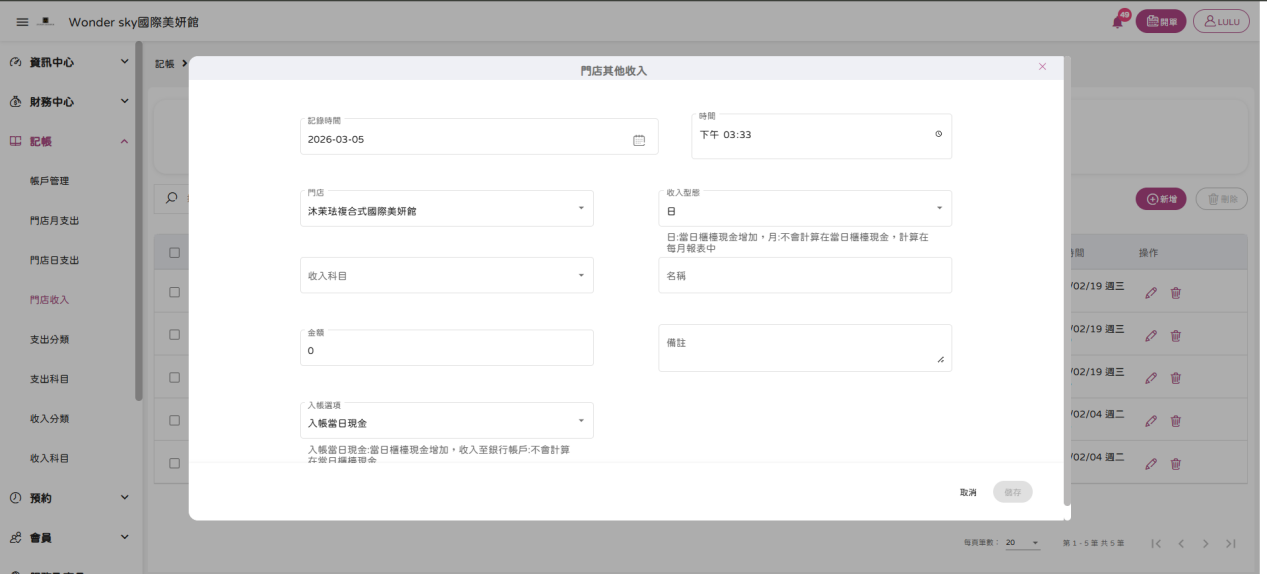 Wonder sky國際美妍館
49
開單
LULU
資訊中心
財務中心
記帳
帳戶管理
門店月支出
門店日支出
門店收入
支出分類
支出科目
收入分類
收入科目
預約
會員
記帳
門店其他收入
記錄時間
2026-03-05
時間
下午 03:33
門店
沐茉琺複合式國際美妍館
收入型態
日
日:當日櫃檯現金增加，月:不會計算在當日櫃檯現金，計算在
每月報表中
收入科目
名稱
金額
0
備註
入帳選項
入帳當日現金
入帳當日現金:當日櫃檯現金增加，收入至銀行帳戶:不會計算
在當日櫃檯現金
取消
儲存
新增
刪除
時間
操作
/02/19 週三
/02/19 週三
/02/19 週三
/02/04 週二
/02/04 週二
每頁筆數：
20
第 1 - 5 筆 共 5 筆